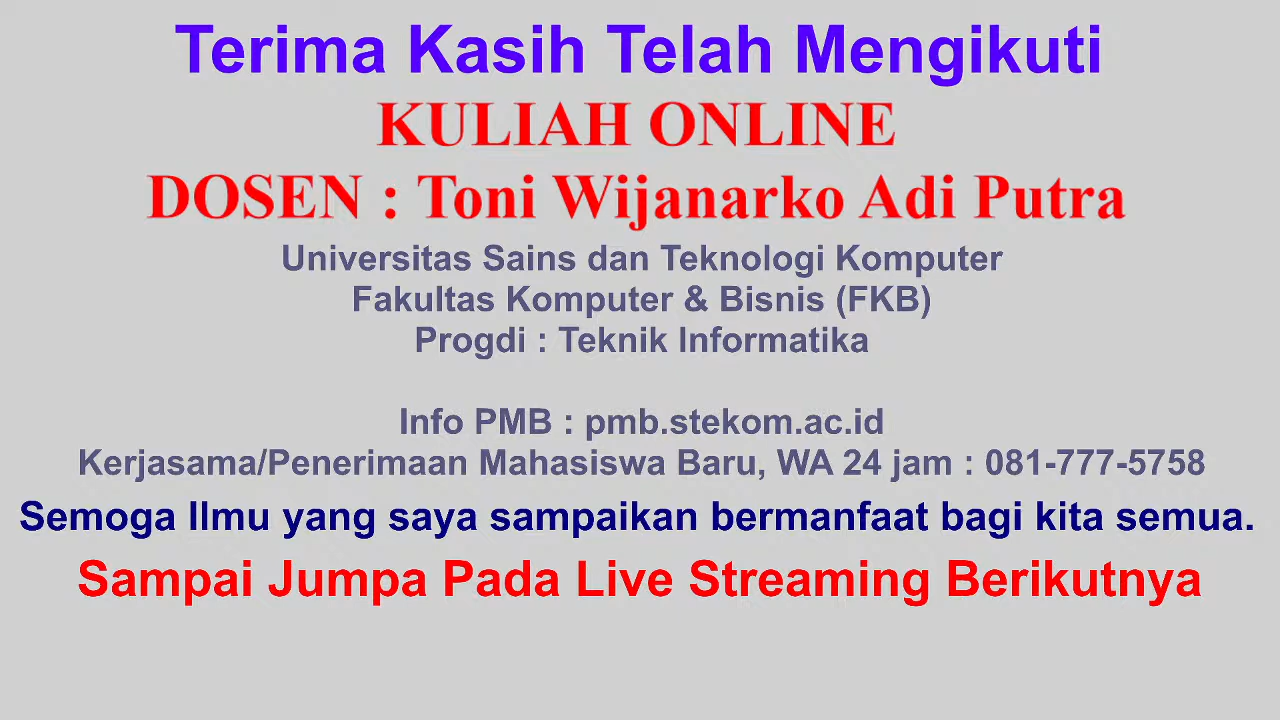 Terima Kasih Telah Mengikuti
KULIAH ONLINE
DOSEN : Toni Wijanarko Adi Putra
Universitas Sains dan Teknologi Komputer
Fakultas Komputer & Bisnis (FKB)
Progdi : Teknik Informatika
Info PMB : pmb.stekom.ac.id
Kerjasama/Penerimaan Mahasiswa Baru, WA 24 jam : 081-777-5758
Semoga Ilmu yang saya sampaikan bermanfaat bagi kita semua.
Sampai Jumpa Pada Live Streaming Berikutnya